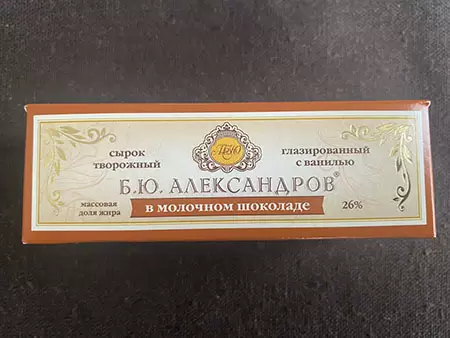 сырок
творожный
глазированный
с ванилью
Б.Ю. АЛЕКСАНДРОВ®
массовая
доля жира
в молочном шоколаде
26%